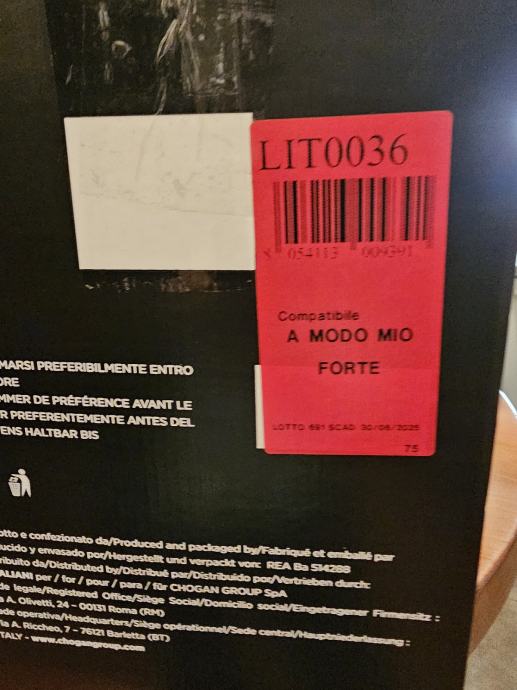 LIT0036
8 054113 009391
Compatibile
A MODO MIO
FORTE
LOTTO 691 SCAD 30/06/2025
75
MARSI PREFERIBILMENTE ENTRO
ORE
MMER DE PRÉFÉRENCE AVANT LE
R PREFERENTEMENTE ANTES DEL
ENS HALTBAR BIS
otto e confezionato da/Produced and packaged by/Fabriqué et emballé par
ucido y envasado por/Hergestellt und verpackt von: REA Ba 514288
ribuito da/Distributed by/Distribué par/Distribuido por/Vertrieben durch:
ALIANI per / for / pour / para / für CHOGAN GROUP SpA
de legale/Registered Office/Siège Social/Domicilio social/Eingetragener Firmensitz :
a A. Olivetti, 24 - 00131 Roma (RM)
ede operativa/Headquarters/Siège opérationnel/Sede central/Hauptniederlassung :
ia A. Riccheo, 7 - 76121 Barletta (BT)
TALY - www.chogangroup.com